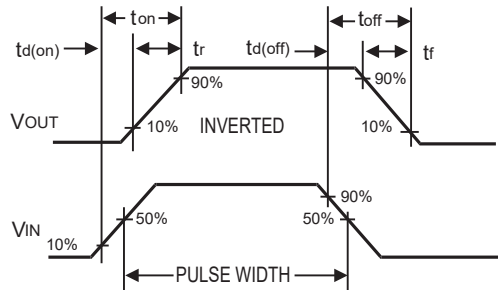 ton toff
td(on) tr td(off) tf
90% 90%
VOUT 10% INVERTED 10%
90%
50% 50%
VIN
10%
PULSE WIDTH